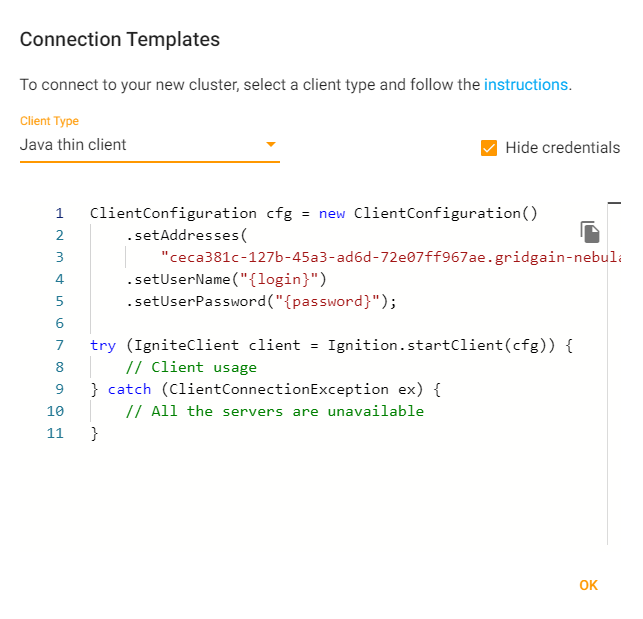 Connection Templates
To connect to your new cluster, select a client type and follow the instructions.
Client Type
Java thin client
Hide credentials
1 ClientConfiguration cfg = new ClientConfiguration()
2 .setAddresses(
3 "ceca381c-127b-45a3-ad6d-72e07ff967ae.gridgain-nebula
4 .setUserName("{login}")
5 .setUserPassword("{password}");
6
7 try (IgniteClient client = Ignition.startClient(cfg)) {
8 // Client usage
9 } catch (ClientConnectionException ex) {
10 // All the servers are unavailable
11 }
OK